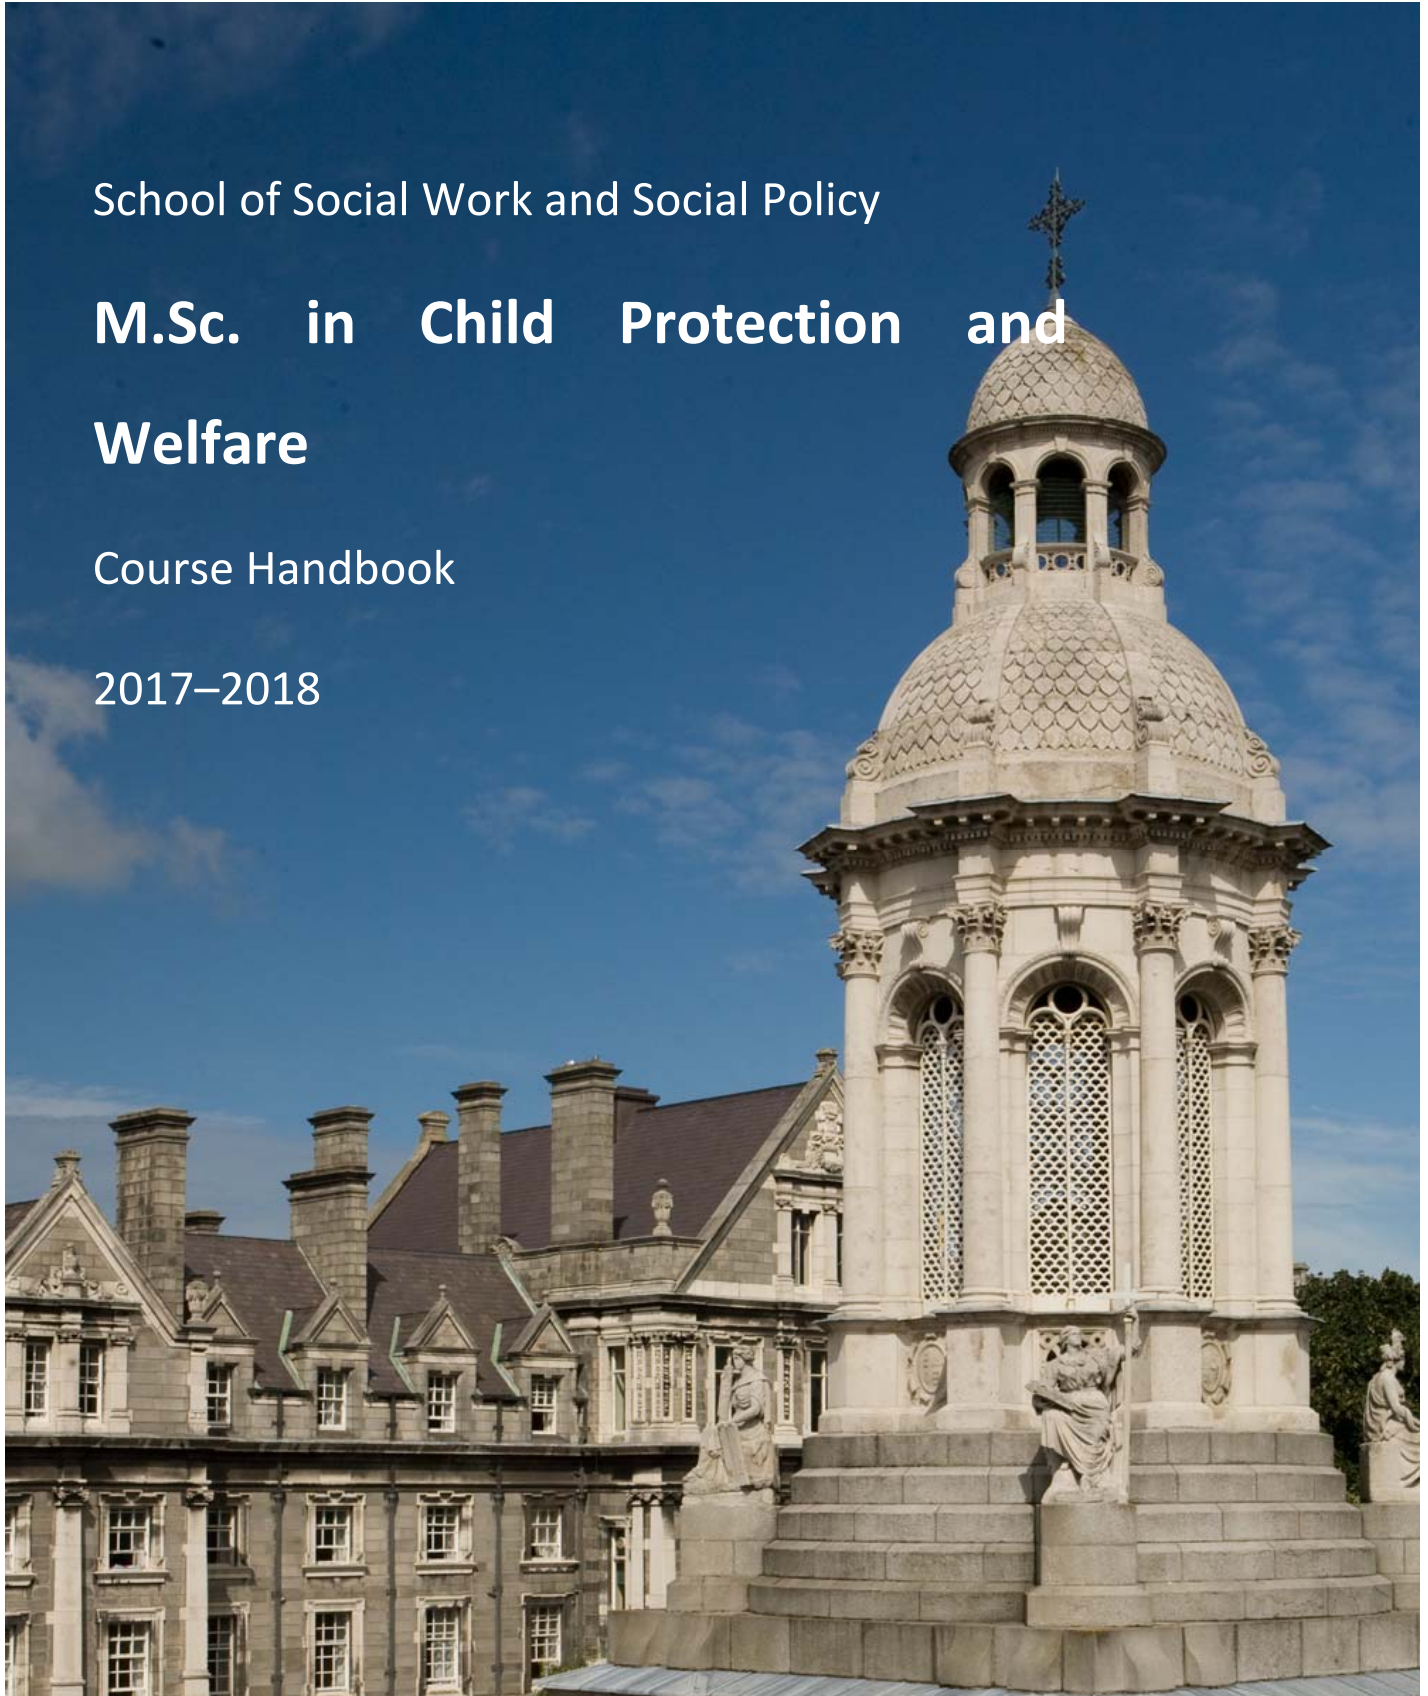 School of Social Work and Social Policy
M.Sc. in Child Protection and
Welfare
Course Handbook
2017–2018